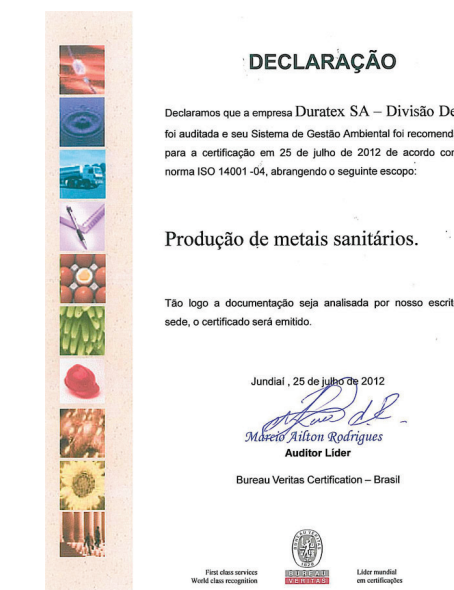 DECLARAÇÃO
Declaramos que a empresa Duratex SA – Divisão De
foi auditada e seu Sistema de Gestão Ambiental foi recomend
para a certificação em 25 de julho de 2012 de acordo con
norma ISO 14001 -04, abrangendo o seguinte escopo:
Produção de metais sanitários.
Tão logo a documentação seja analisada por nosso escrit
sede, o certificado será emitido.
Jundiaí , 25 de julho de 2012
Márcio Ailton Rodrigues
Auditor Líder
Bureau Veritas Certification – Brasil
First class services
World class recognition
BUREAU
VERITAS
Líder mundial
em certificações